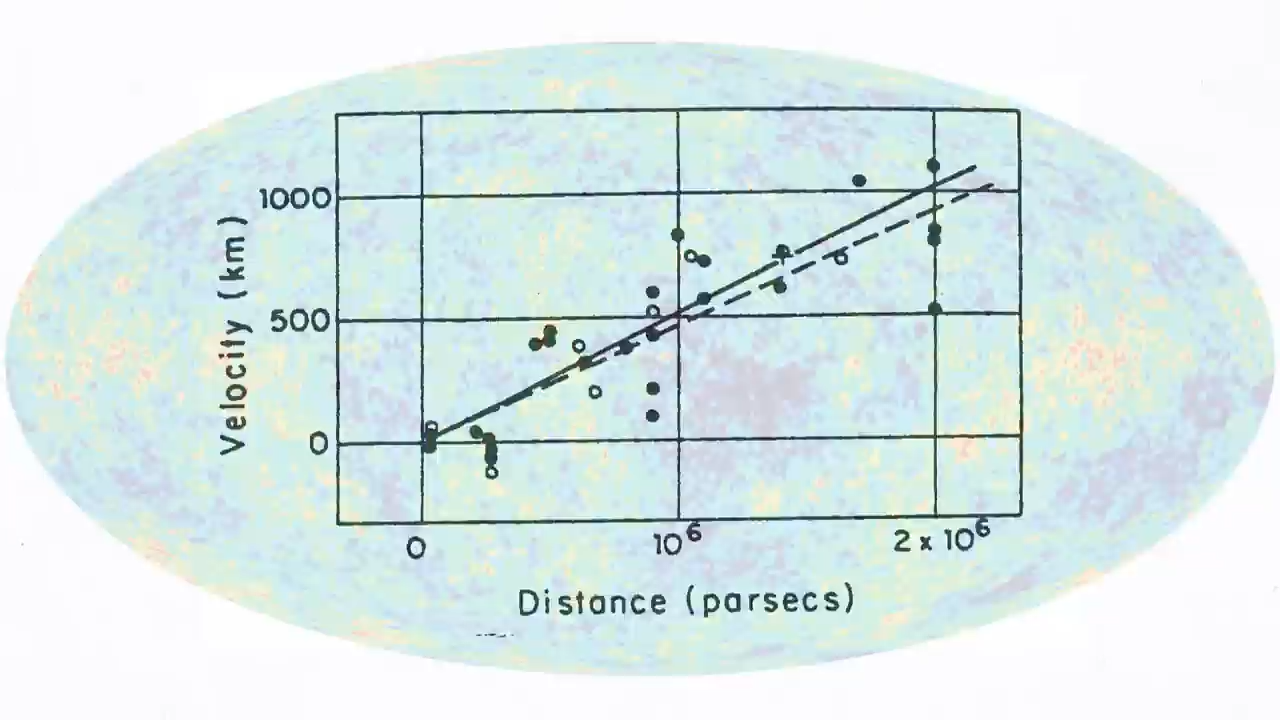 1000
500
0
Velocity (km)
0
10⁶
2 x 10⁶
Distance (parsecs)